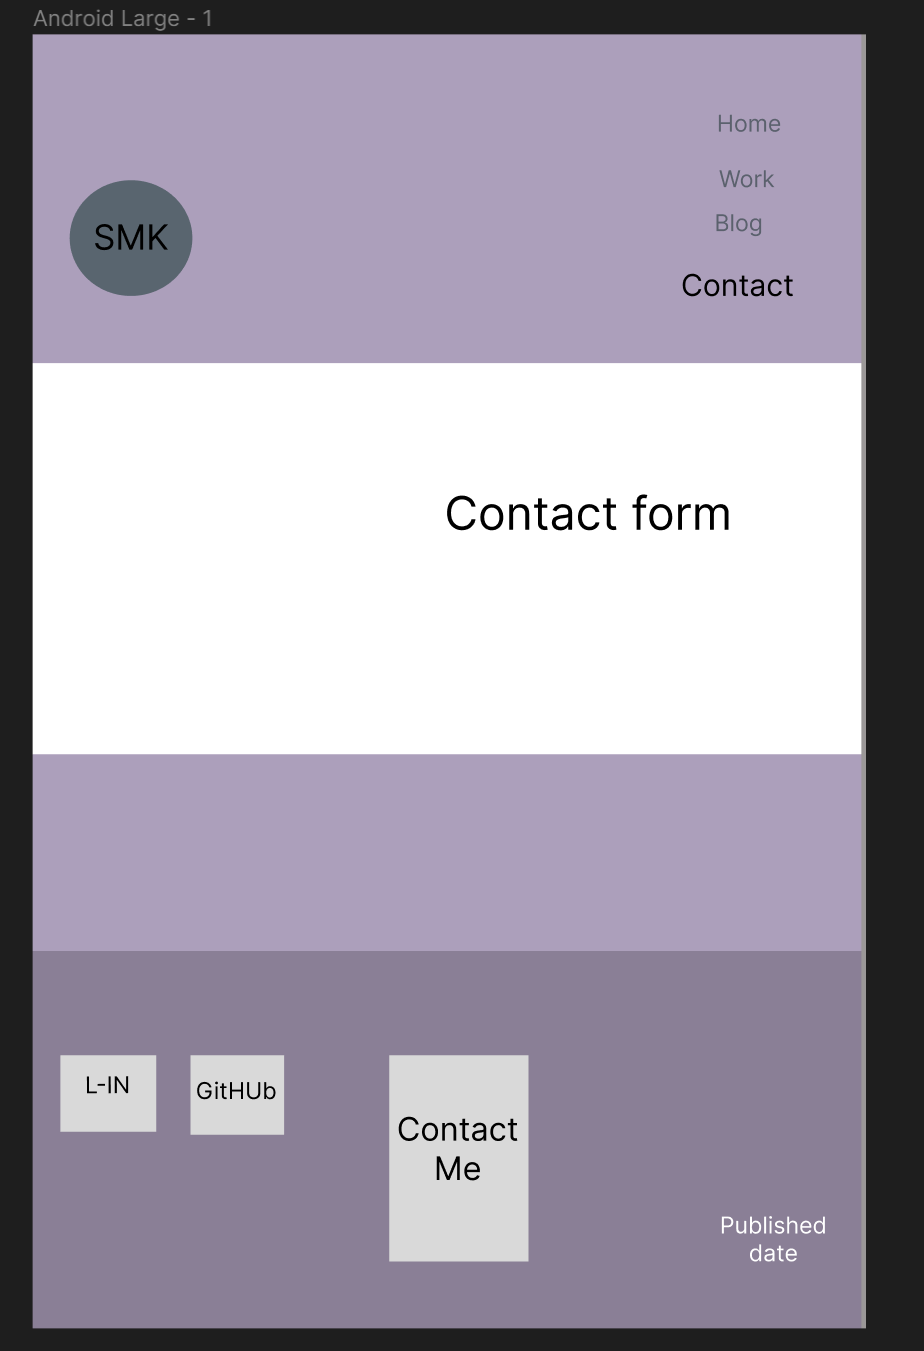 Android Large - 1
Home
Work
Blog
Contact
SMK
Contact form
L-IN
GitHUb
Contact
Me
Published
date